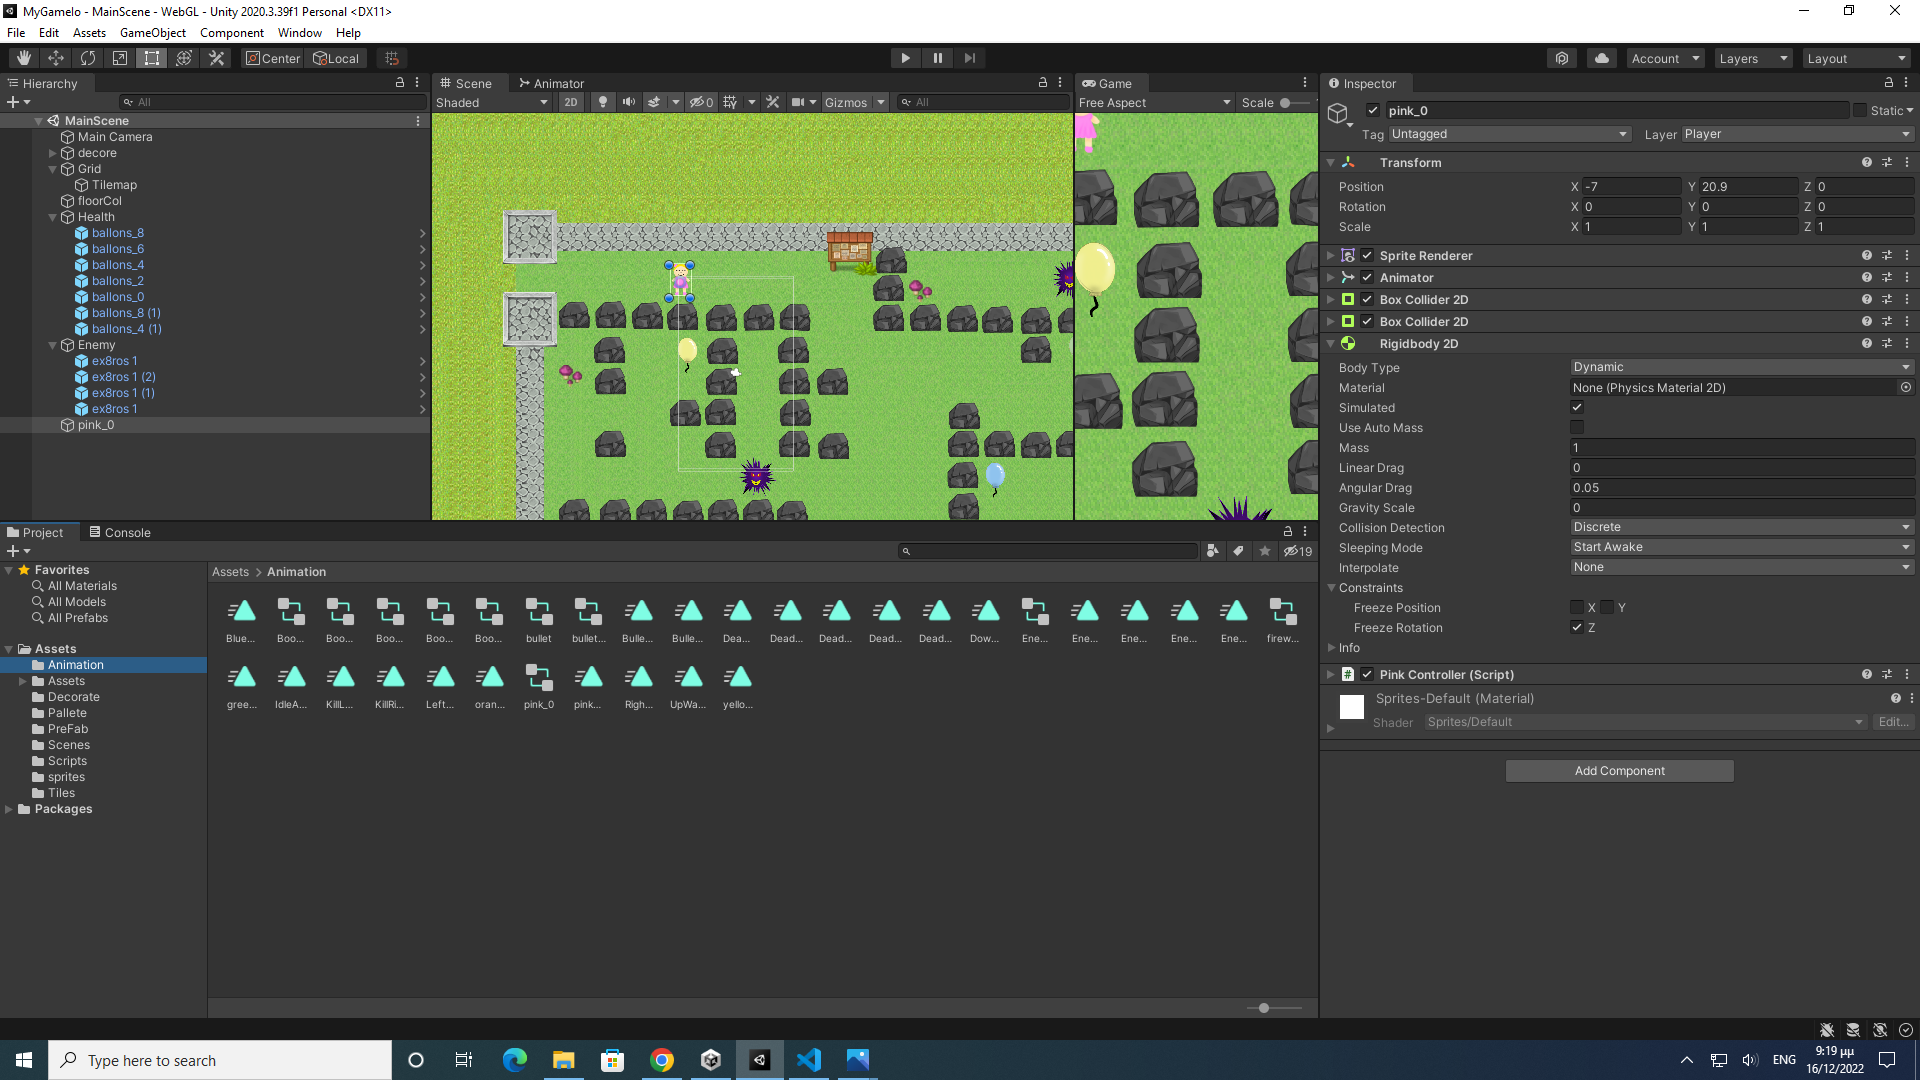 MyGamelo - MainScene - WebGL - Unity 2020.3.39f1 Personal <DX11>
File Edit Assets GameObject Component Window Help
Center Local Account Layers Layout
Hierarchy
All
MainScene
Main Camera
decore
Grid
Tilemap
floorCol
Health
ballons_8
ballons_6
ballons_4
ballons_2
ballons_0
ballons_8 (1)
ballons_4 (1)
Enemy
ex8ros 1
ex8ros 1 (2)
ex8ros 1 (1)
ex8ros 1
pink_0
Scene Animator
Shaded 2D 0 Gizmos All
Game
Free Aspect Scale
Inspector
pink_0 Static
Tag Untagged Layer Player
Transform
Position X -7 Y 20.9 Z 0
Rotation X 0 Y 0 Z 0
Scale X 1 Y 1 Z 1
Sprite Renderer
Animator
Box Collider 2D
Box Collider 2D
Rigidbody 2D
Body Type Dynamic
Material None (Physics Material 2D)
Simulated
Use Auto Mass
Mass 1
Linear Drag 0
Angular Drag 0.05
Gravity Scale 0
Collision Detection Discrete
Sleeping Mode Start Awake
Interpolate None
Constraints
Freeze Position X Y
Freeze Rotation Z
Info
Pink Controller (Script)
Sprites-Default (Material)
Shader Sprites/Default Edit...
Add Component
Project Console
19
Favorites
All Materials
All Models
All Prefabs
Assets
Animation
Assets
Decorate
Pallete
PreFab
Scenes
Scripts
sprites
Tiles
Packages
Assets > Animation
Blue... Boo... Boo... Boo... Boo... Boo... bullet bullet... Bulle... Bulle... Dea... Dead... Dead... Dead... Dead... Dow... Ene... Ene... Ene... Ene... Ene... firew...
gree... IdleA... KillL... KillRi... Left... oran... pink_0 pink... Righ... UpWa... yello...
Type here to search
ENG
9:19 μμ
16/12/2022